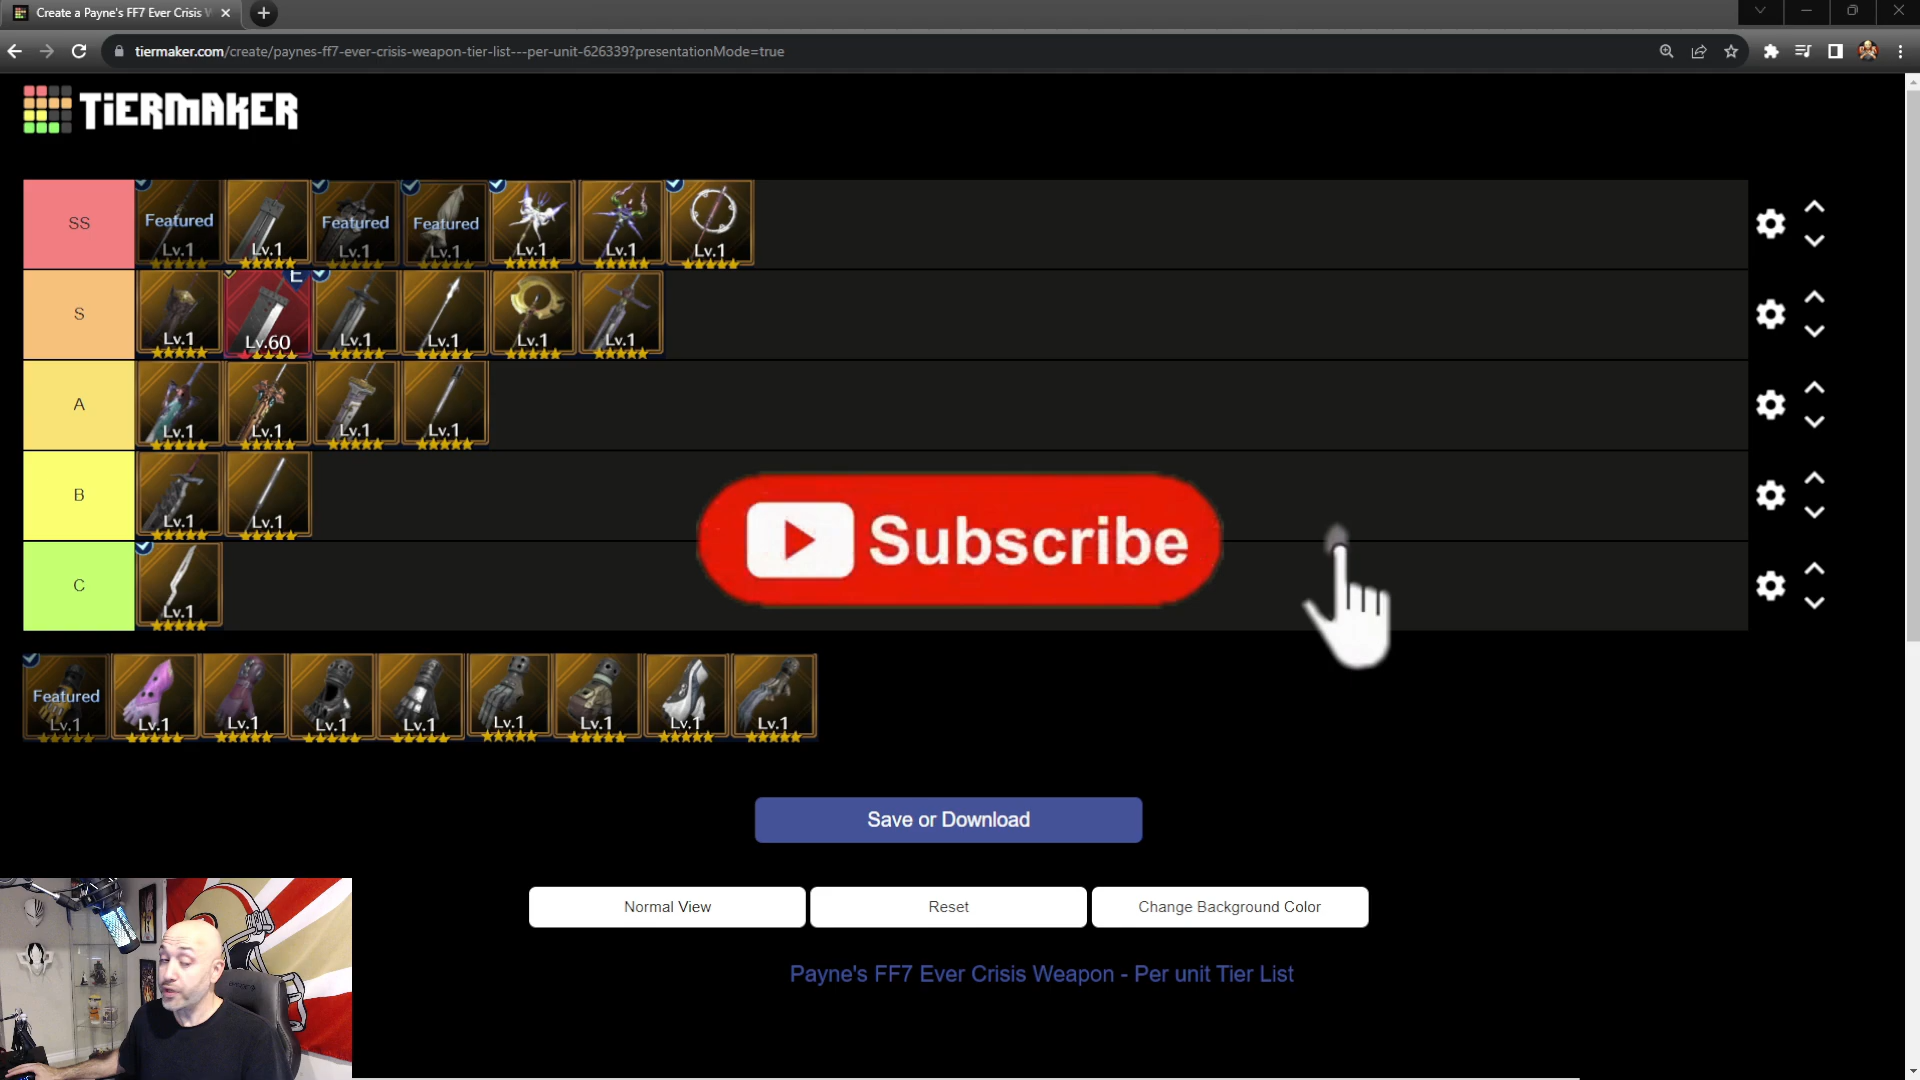 Create a Payne's FF7 Ever Crisis W
tiermaker.com/create/paynes-ff7-ever-crisis-weapon-tier-list---per-unit-626339?presentationMode=true
TiERMAKER
SS
Featured Lv.1
Lv.1
Featured Lv.1
Featured Lv.1
Lv.1
Lv.1
Lv.1
S
Lv.1
E Lv.60
Lv.1
Lv.1
Lv.1
Lv.1
A
Lv.1
Lv.1
Lv.1
Lv.1
B
Lv.1
Lv.1
Subscribe
C
Lv.1
Featured Lv.1
Lv.1
Lv.1
Lv.1
Lv.1
Lv.1
Lv.1
Lv.1
Lv.1
Save or Download
Normal View
Reset
Change Background Color
Payne's FF7 Ever Crisis Weapon - Per unit Tier List